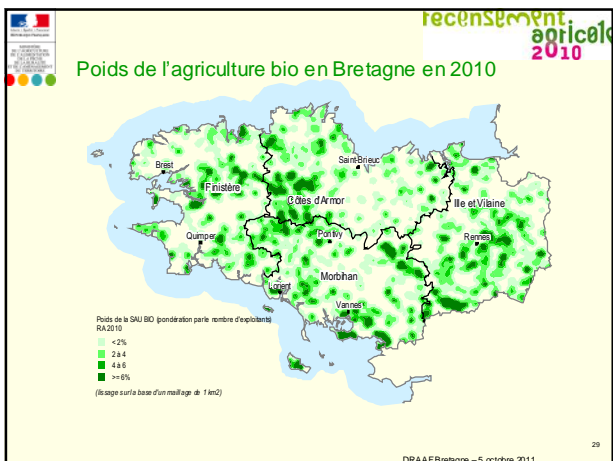 RÉPUBLIQUE FRANÇAISE
recensement
agricole
2010
Poids de l'agriculture bio en Bretagne en 2010
Brest
Saint-Brieuc
Finistère
Côtes d'Armor
Ille et Vilaine
Quimper
Pontivy
Rennes
Morbihan
Lorient
Vannes
Poids de la SAU BIO (pondération par le nombre d'exploitants)
RA 2010
< 2%
2 à 4
4 à 6
>= 6%
(lissage sur la base d'un maillage de 1 km2)
29
DRAAF Bretagne – 5 octobre 2011